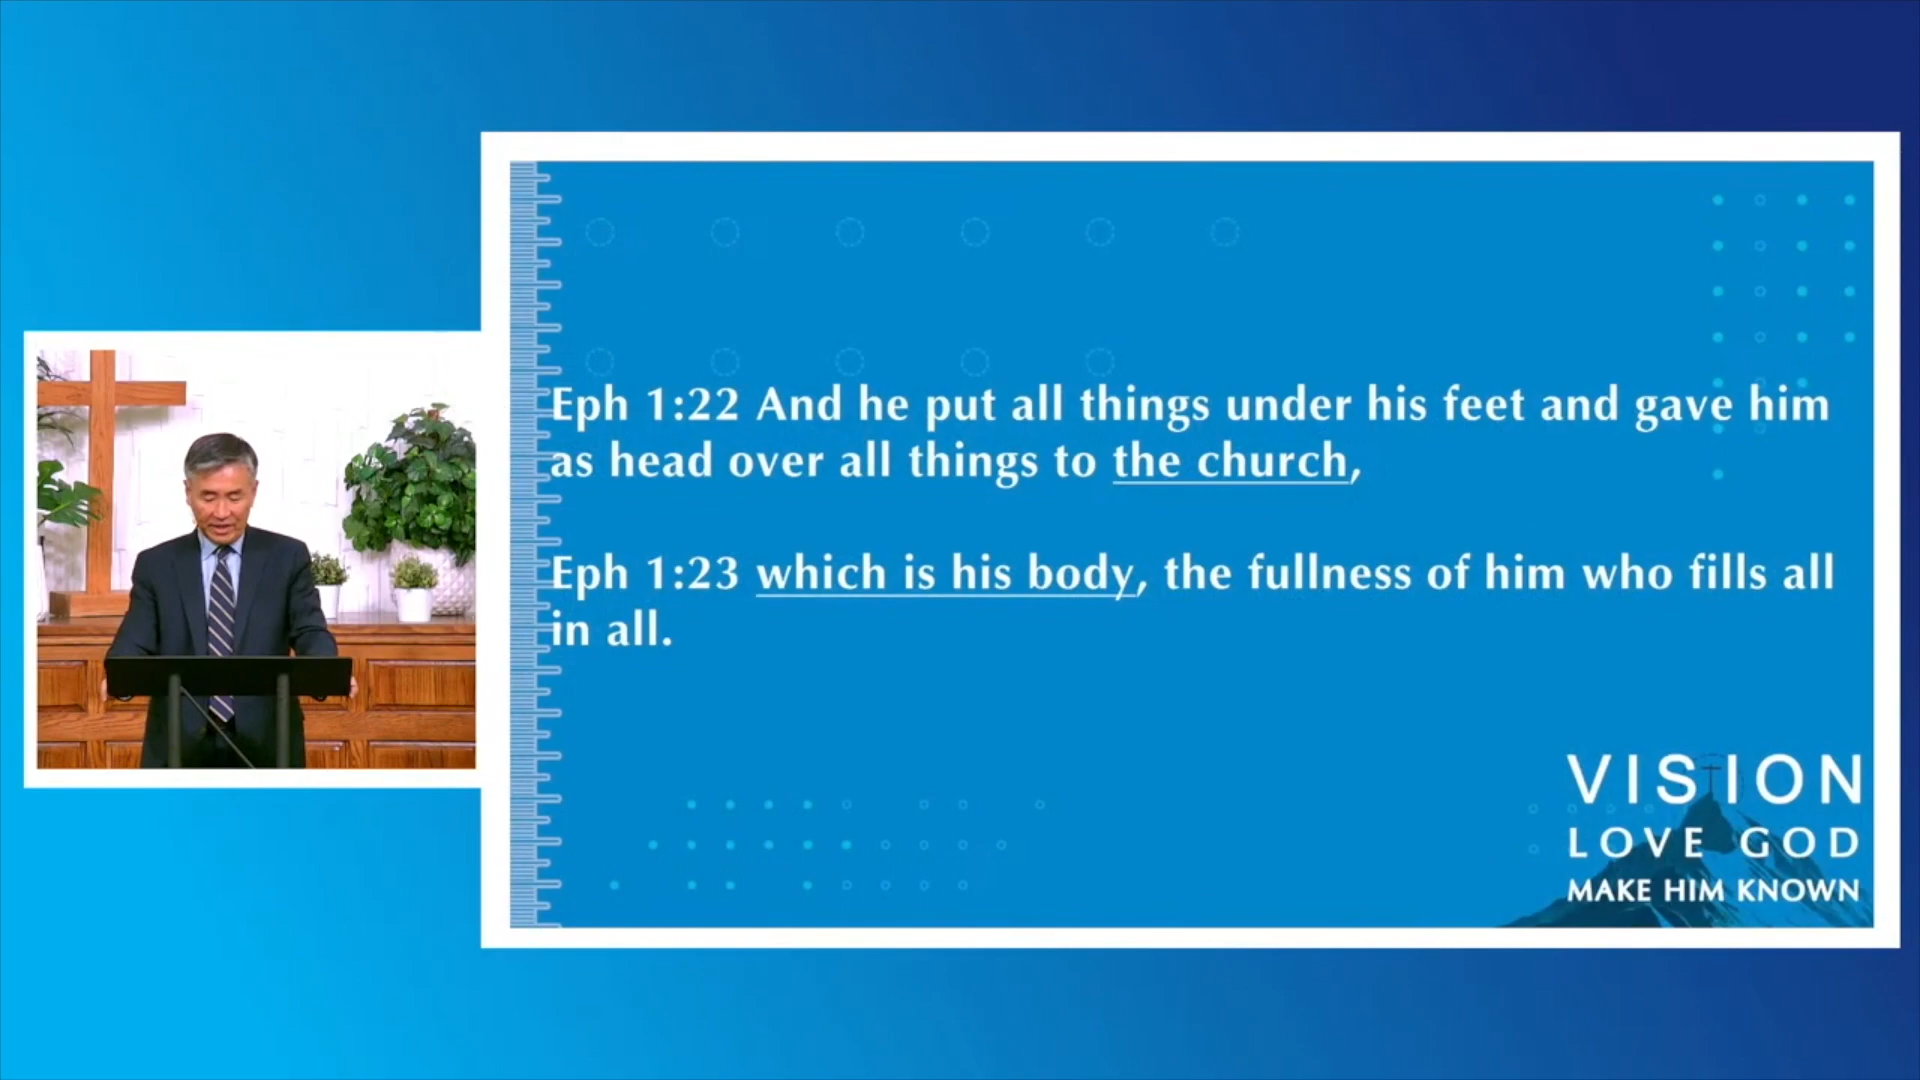 Eph 1:22 And he put all things under his feet and gave him
as head over all things to the church,
Eph 1:23 which is his body, the fullness of him who fills all
in all.
VISION
LOVE GOD
MAKE HIM KNOWN